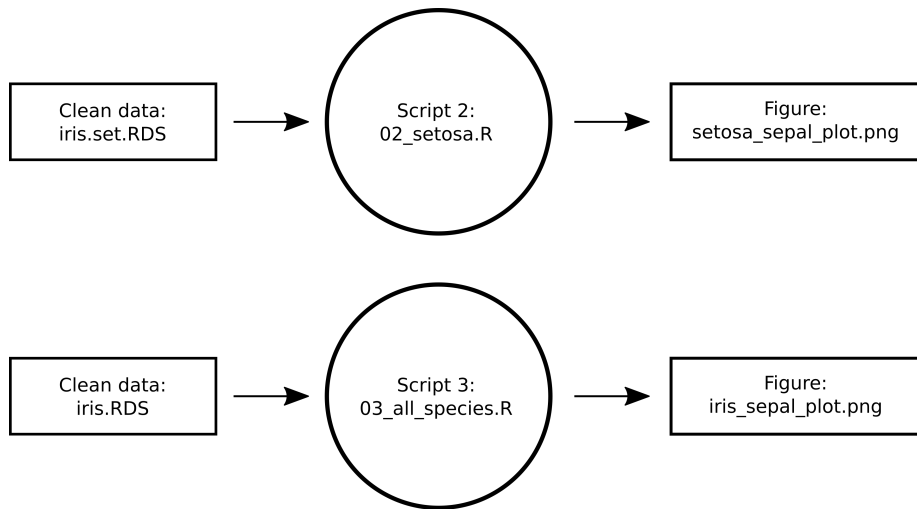 Clean data:
iris.set.RDS
Script 2:
02_setosa.R
Figure:
setosa_sepal_plot.png
Clean data:
iris.RDS
Script 3:
03_all_species.R
Figure:
iris_sepal_plot.png